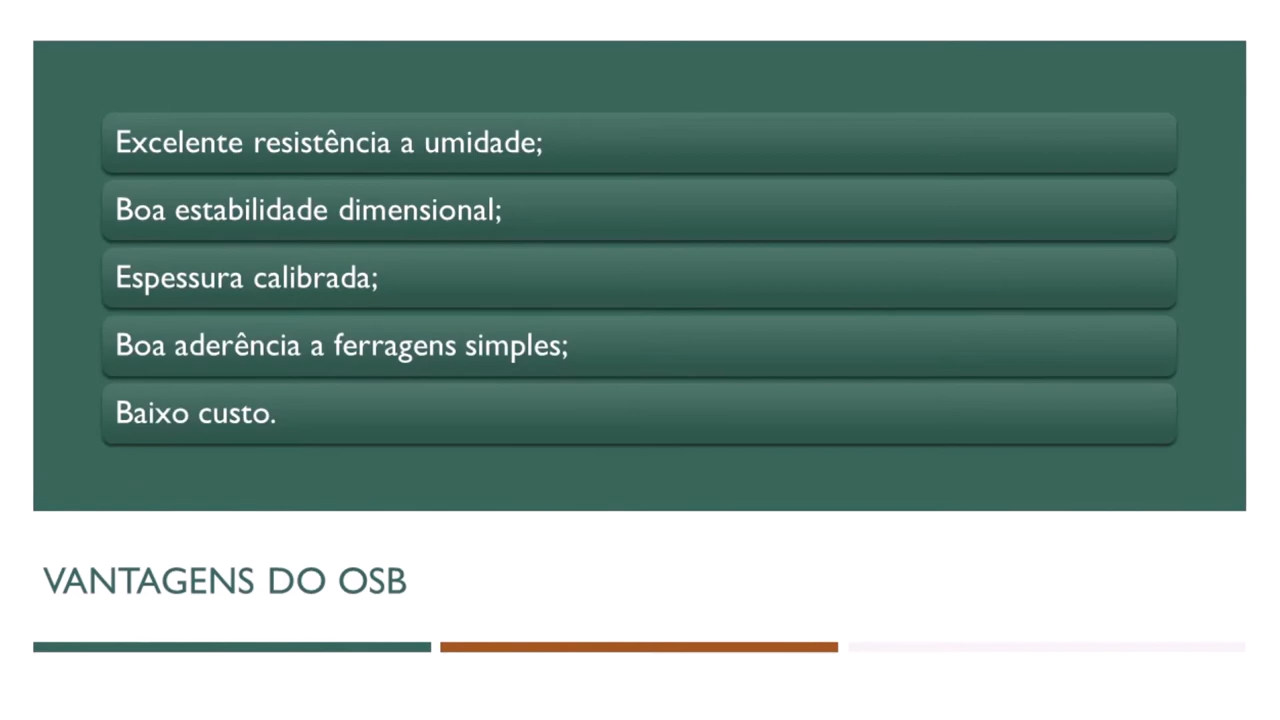 Excelente resistência a umidade;
Boa estabilidade dimensional;
Espessura calibrada;
Boa aderência a ferragens simples;
Baixo custo.
VANTAGENS DO OSB